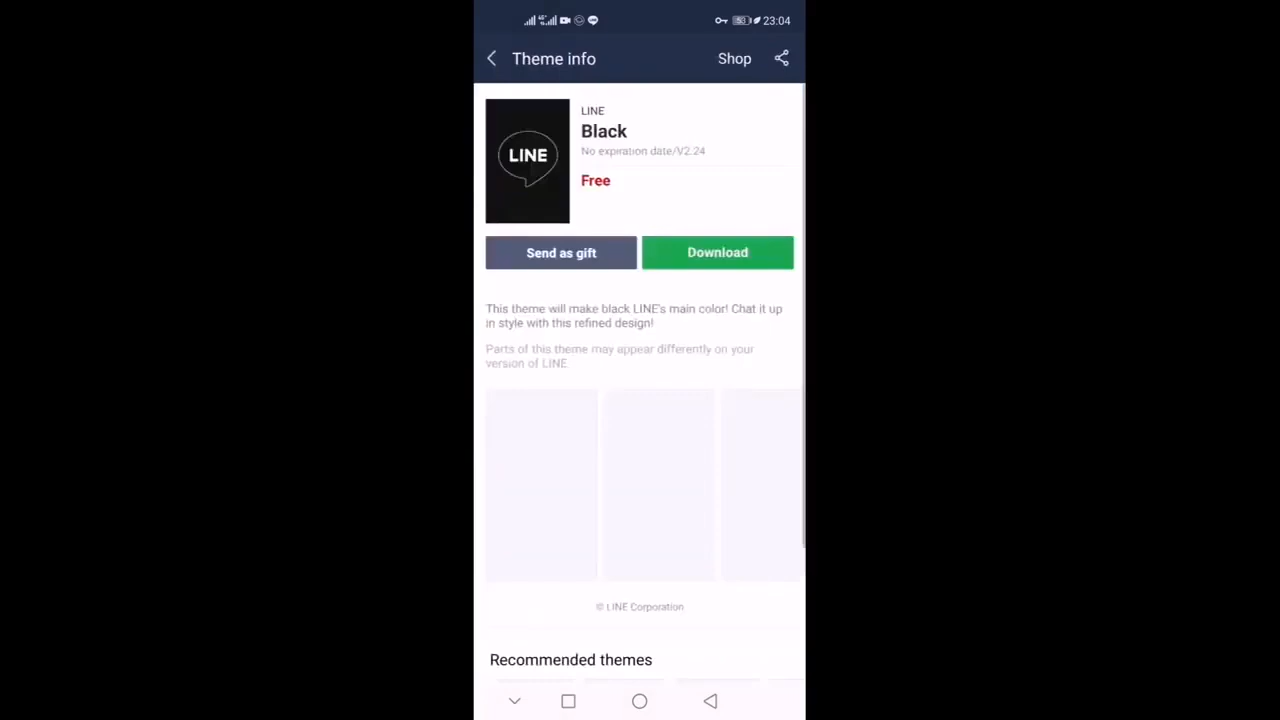 23:04
Theme info
Shop
LINE
LINE
Black
No expiration date/V2.24
Free
Send as gift
Download
This theme will make black LINE's main color! Chat it up
in style with this refined design!
Parts of this theme may appear differently on your
version of LINE.
© LINE Corporation
Recommended themes